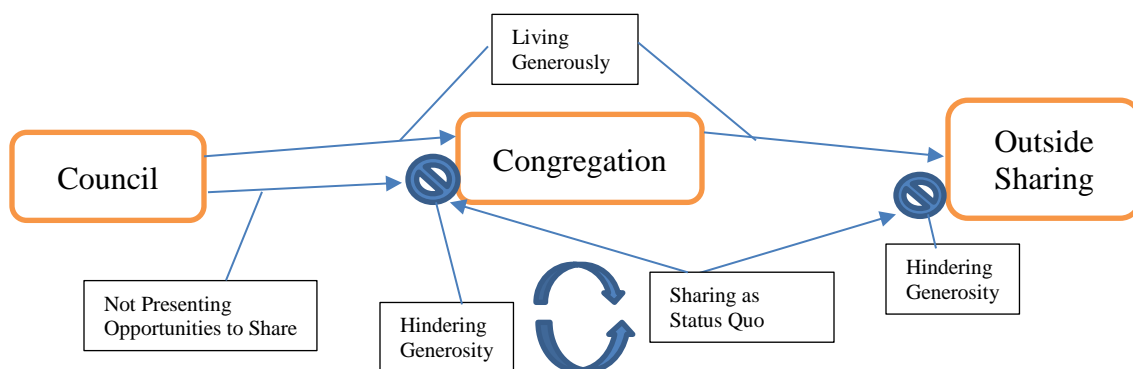 Living
Generously
Council
Congregation
Outside
Sharing
Not Presenting
Opportunities to Share
Hindering
Generosity
Sharing as
Status Quo
Hindering
Generosity